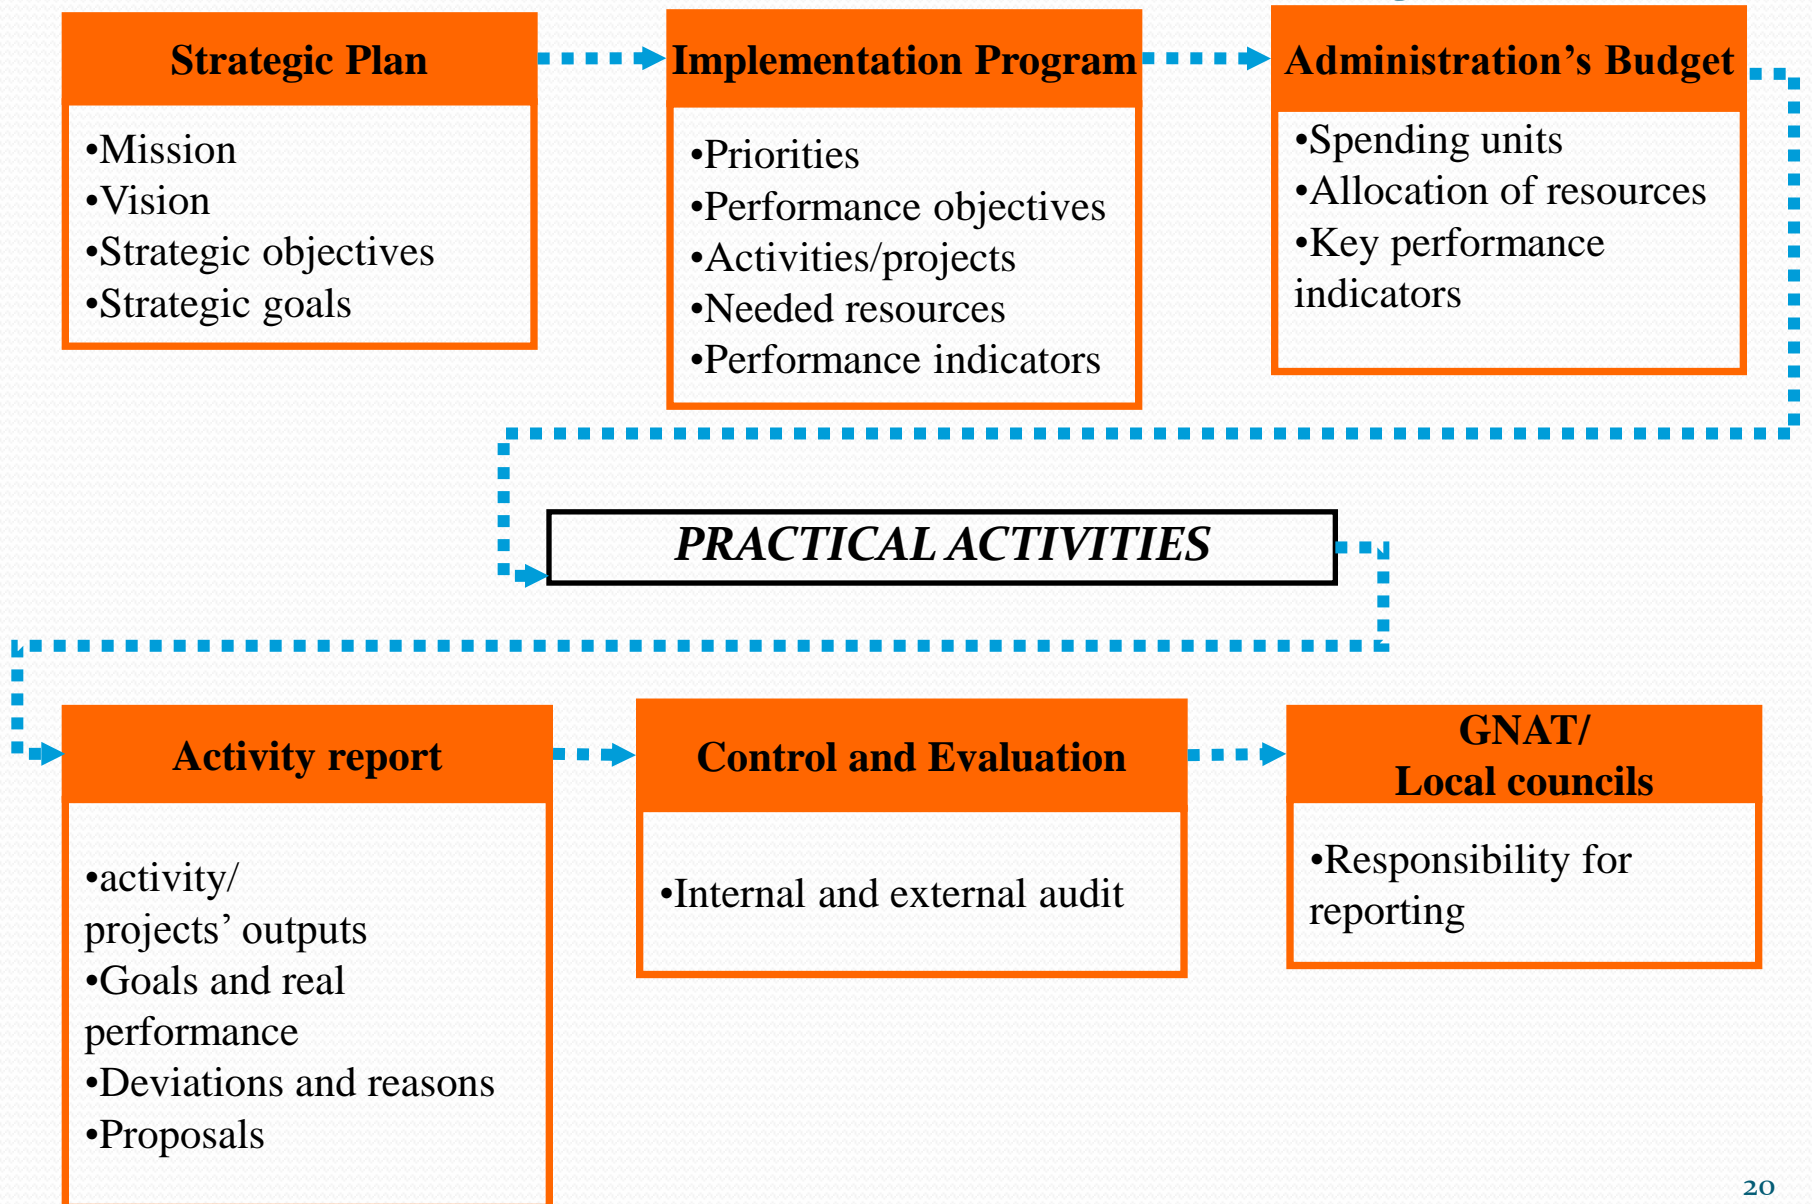 Strategic Plan
•Mission
•Vision
•Strategic objectives
•Strategic goals
Implementation Program
•Priorities
•Performance objectives
•Activities/projects
•Needed resources
•Performance indicators
Administration’s Budget
•Spending units
•Allocation of resources
•Key performance
indicators
PRACTICAL ACTIVITIES
Activity report
•activity/
projects’ outputs
•Goals and real
performance
•Deviations and reasons
•Proposals
Control and Evaluation
•Internal and external audit
GNAT/
Local councils
•Responsibility for
reporting
20